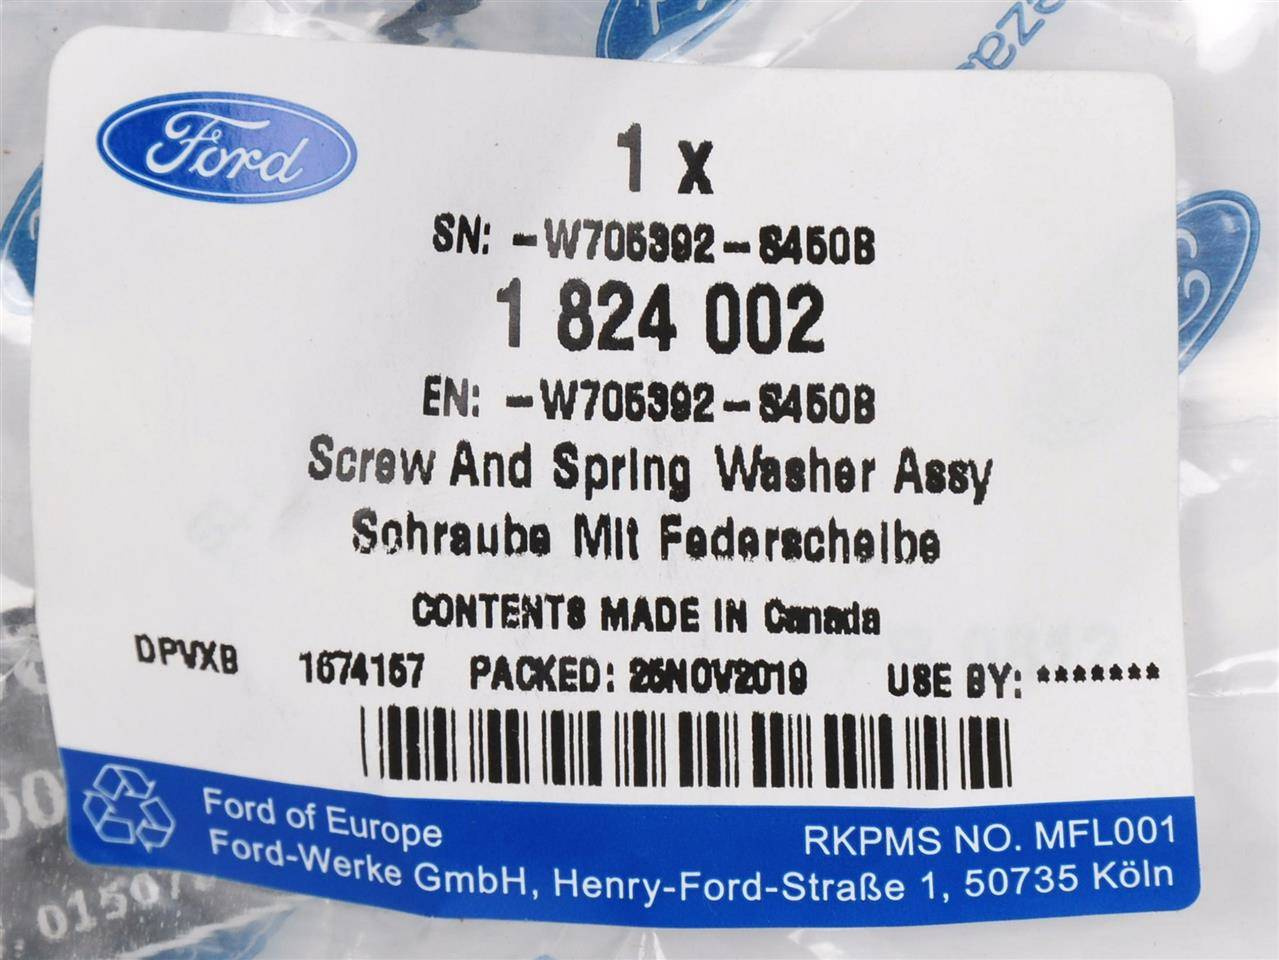 Ford
1 x
SN: -W705392-S450B
1 824 002
EN: -W705392-S450B
Screw And Spring Washer Assy
Schraube Mit Federscheibe
CONTENTS MADE IN Canada
DPVXB 1674157 PACKED: 25NOV2019 USE BY: *******
Ford of Europe
RKPMS NO. MFL001
Ford-Werke GmbH, Henry-Ford-Straße 1, 50735 Köln